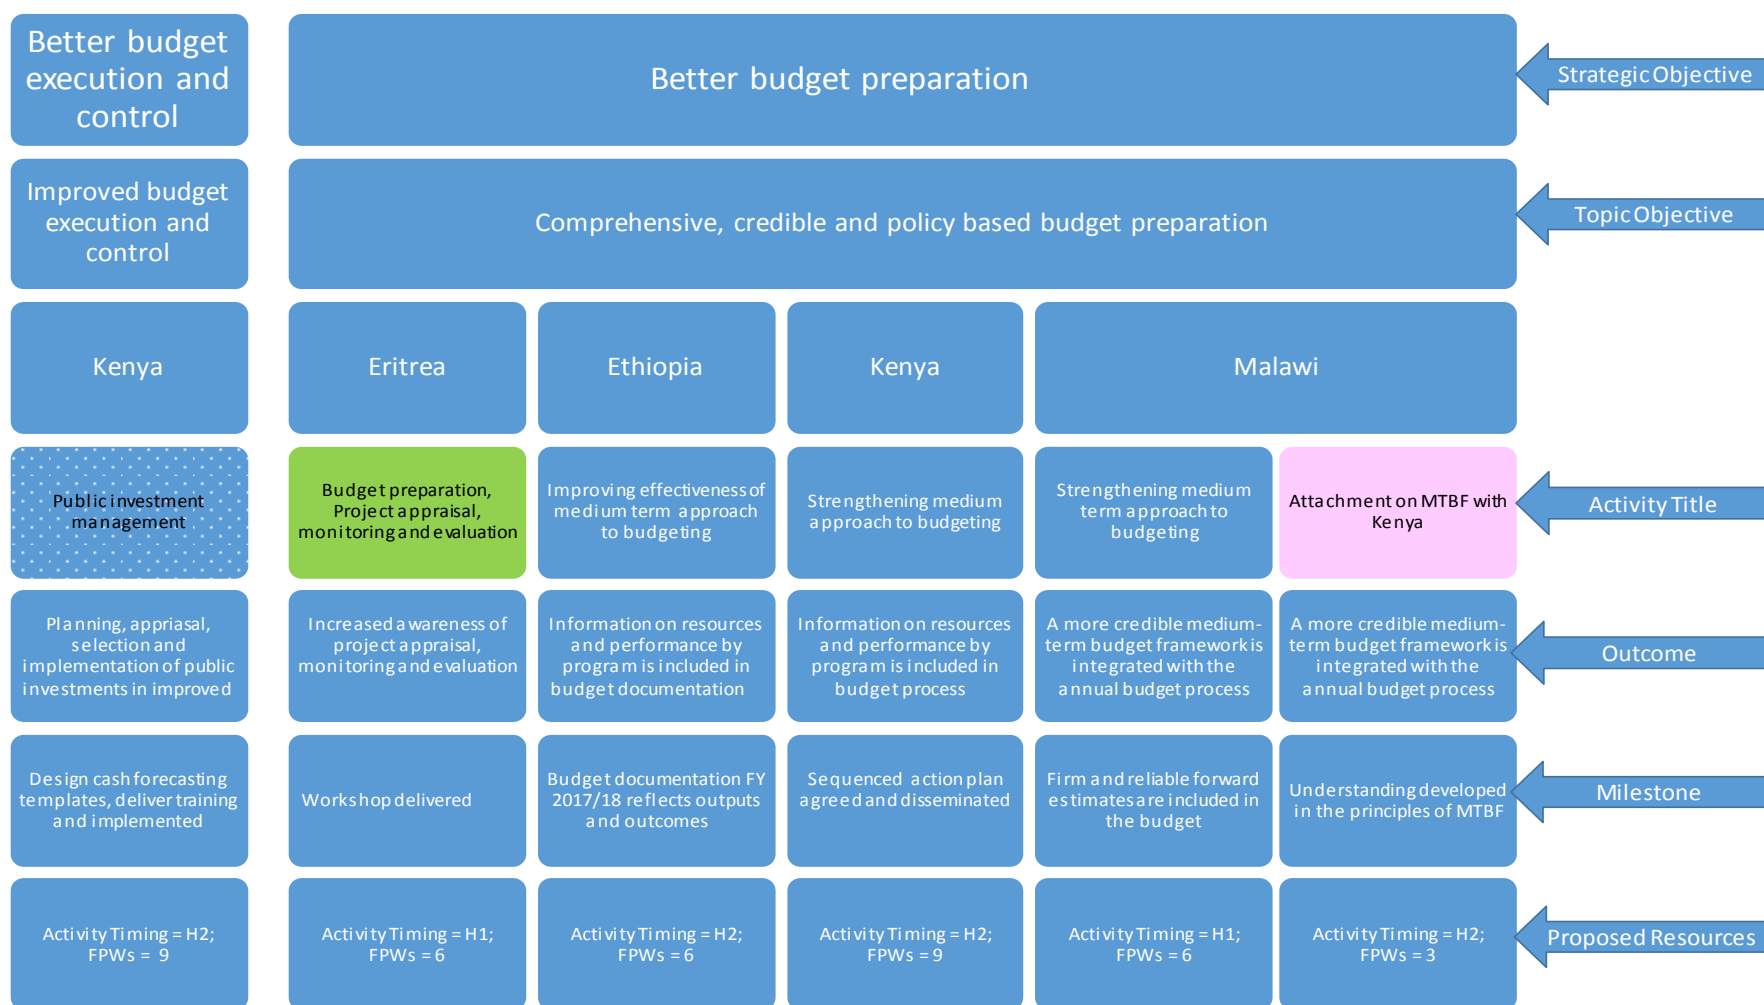 Better budget
execution and
control
Better budget preparation
Strategic Objective
Improved budget
execution and
control
Comprehensive, credible and policy based budget preparation
Topic Objective
Kenya
Eritrea
Ethiopia
Kenya
Malawi
Public investment
management
Budget preparation,
Project appraisal,
monitoring and evaluation
Improving effectiveness of
medium term approach
to budgeting
Strengthening medium
approach to budgeting
Strengthening medium
term approach to
budgeting
Attachment on MTBF with
Kenya
Activity Title
Planning, appriasal,
selection and
implementation of public
investments in improved
Increased awareness of
project appraisal,
monitoring and evaluation
Information on resources
and performance by
program is included in
budget documentation
Information on resources
and performance by
program is included in
budget process
A more credible medium-
term budget framework is
integrated with the
annual budget process
A more credible medium-
term budget framework is
integrated with the
annual budget process
Outcome
Design cash forecasting
templates, deliver training
and implemented
Workshop delivered
Budget documentation FY
2017/18 reflects outputs
and outcomes
Sequenced action plan
agreed and disseminated
Firm and reliable forward
estimates are included in
the budget
Understanding developed
in the principles of MTBF
Milestone
Activity Timing = H2;
FPWs = 9
Activity Timing = H1;
FPWs = 6
Activity Timing = H2;
FPWs = 6
Activity Timing = H2;
FPWs = 9
Activity Timing = H1;
FPWs = 6
Activity Timing = H2;
FPWs = 3
Proposed Resources